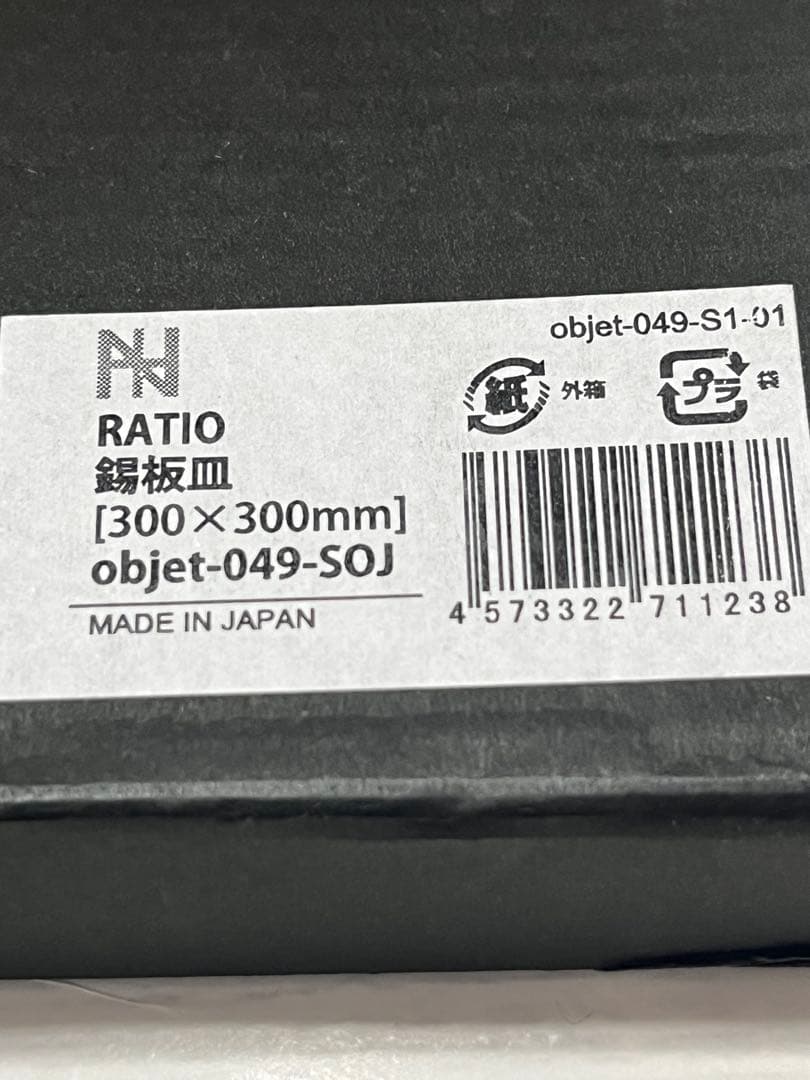 objet-049-S1-01
紙 外箱
プラ 袋
RATIO
錫板皿
[300×300mm]
objet-049-SOJ
MADE IN JAPAN
4 573322 711238